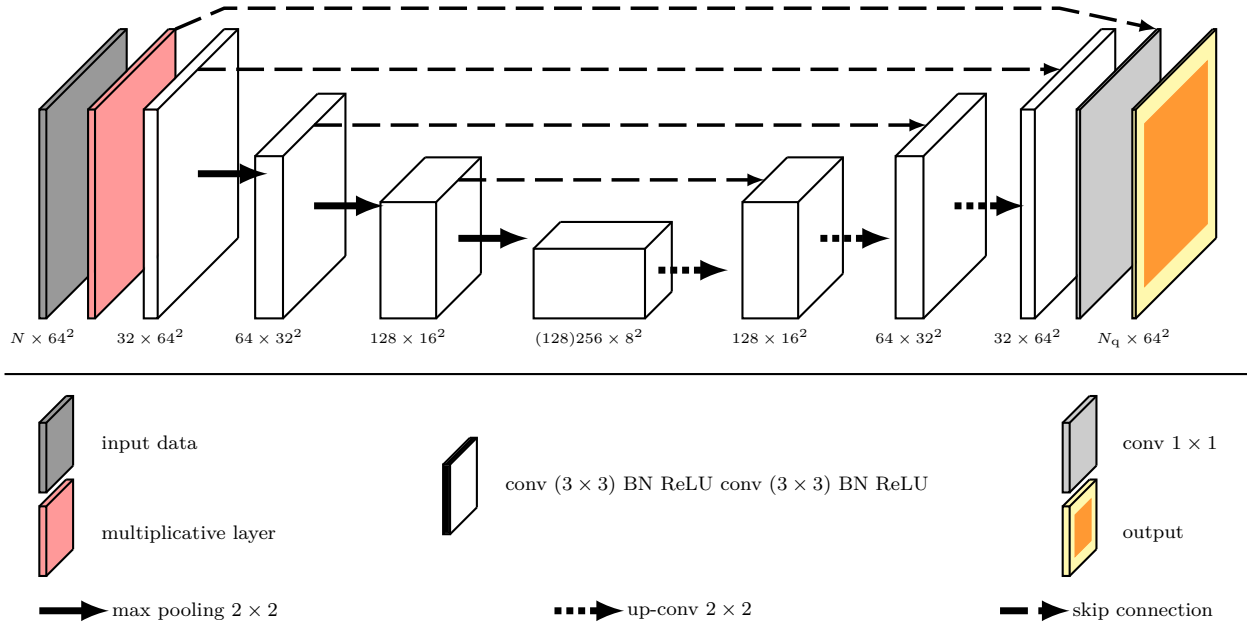 N × 64² 32 × 64² 64 × 32² 128 × 16² (128)256 × 8² 128 × 16² 64 × 32² 32 × 64² N_q × 64²
input data
conv 1 × 1
conv (3 × 3) BN ReLU conv (3 × 3) BN ReLU
multiplicative layer
output
max pooling 2 × 2
up-conv 2 × 2
skip connection